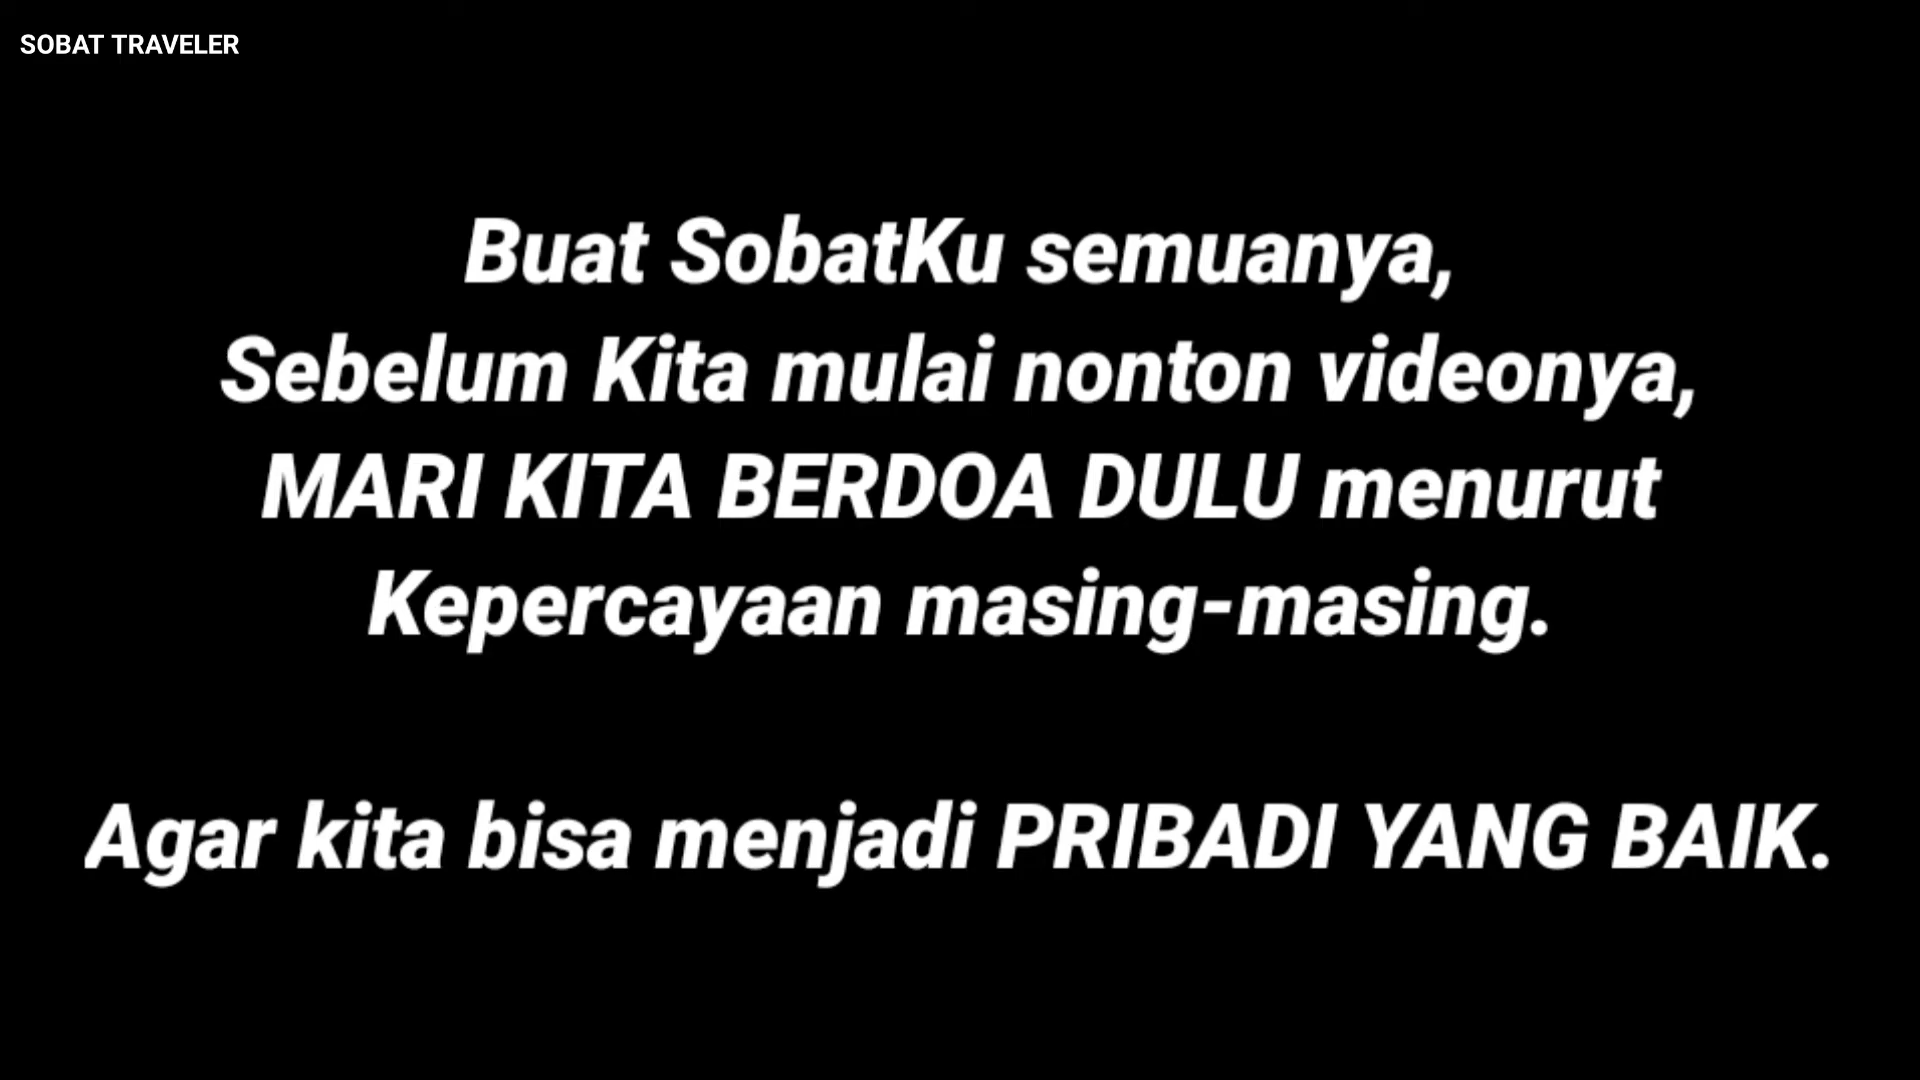 SOBAT TRAVELER
Buat SobatKu semuanya,
Sebelum Kita mulai nonton videonya,
MARI KITA BERDOA DULU menurut
Kepercayaan masing-masing.
Agar kita bisa menjadi PRIBADI YANG BAIK.